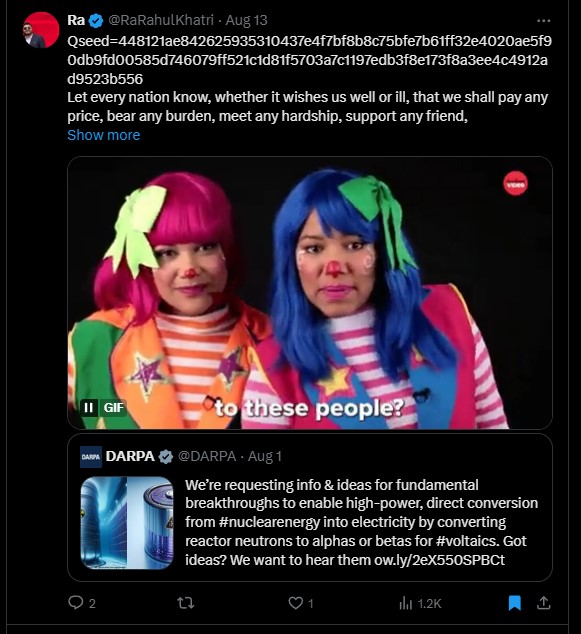 Ra @RaRahulKhatri · Aug 13
Qseed=448121ae842625935310437e4f7bf8b8c75bfe7b61ff32e4020ae5f9
0db9fd00585d746079ff521c1d81f5703a7c1197edb3f8e173f8a3ee4c4912a
d9523b556
Let every nation know, whether it wishes us well or ill, that we shall pay any
price, bear any burden, meet any hardship, support any friend,
Show more
VIDEO
GIF
to these people?
DARPA
DARPA @DARPA · Aug 1
We're requesting info & ideas for fundamental
breakthroughs to enable high-power, direct conversion
from #nuclearenergy into electricity by converting
reactor neutrons to alphas or betas for #voltaics. Got
ideas? We want to hear them ow.ly/2eX550SPBCt
2
1
1.2K